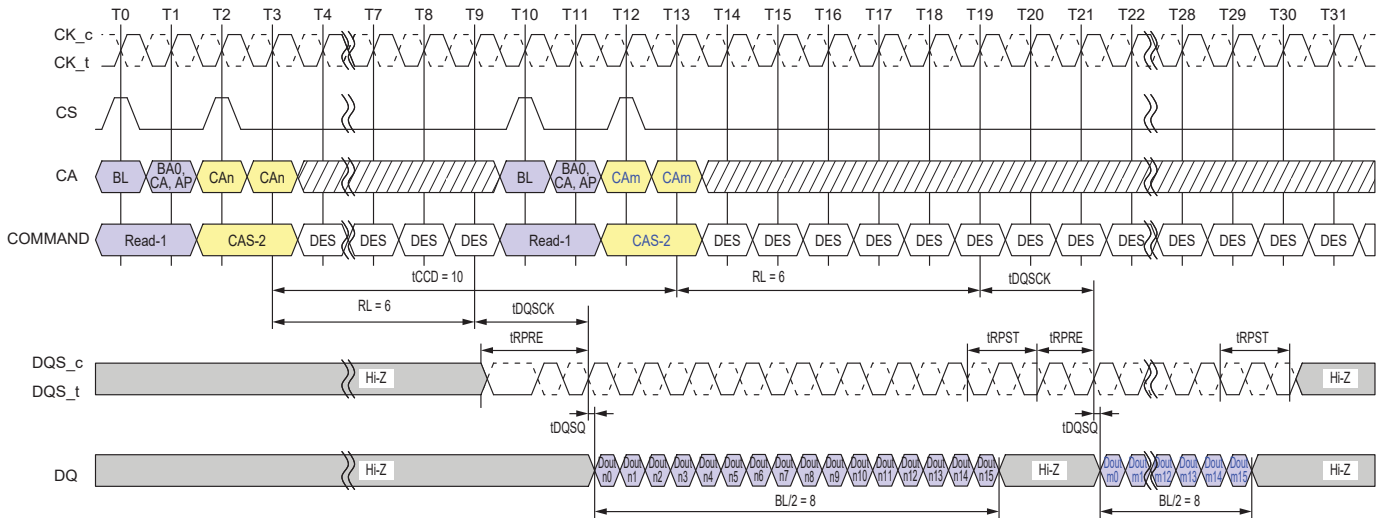 T0 T1 T2 T3 T4 T7 T8 T9 T10 T11 T12 T13 T14 T15 T16 T17 T18 T19 T20 T21 T22 T28 T29 T30 T31
CK_c
CK_t
CS
CA BL BA0, CA, AP CAn CAn BL BA0, CA, AP CAm CAm
COMMAND Read-1 CAS-2 DES DES DES DES Read-1 CAS-2 DES DES DES DES DES DES DES DES DES DES DES DES DES
tCCD = 10 RL = 6 tDQSCK
RL = 6 tDQSCK
tRPRE tRPST tRPRE tRPST
DQS_c
DQS_t
Hi-Z Hi-Z
tDQSQ tDQSQ
DQ Hi-Z Dout n0 Dout n1 Dout n2 Dout n3 Dout n4 Dout n5 Dout n6 Dout n7 Dout n8 Dout n9 Dout n10 Dout n11 Dout n12 Dout n13 Dout n14 Dout n15 Hi-Z Dout m0 Dout m1 Dout m12 Dout m13 Dout m14 Dout m15 Hi-Z
BL/2 = 8 BL/2 = 8